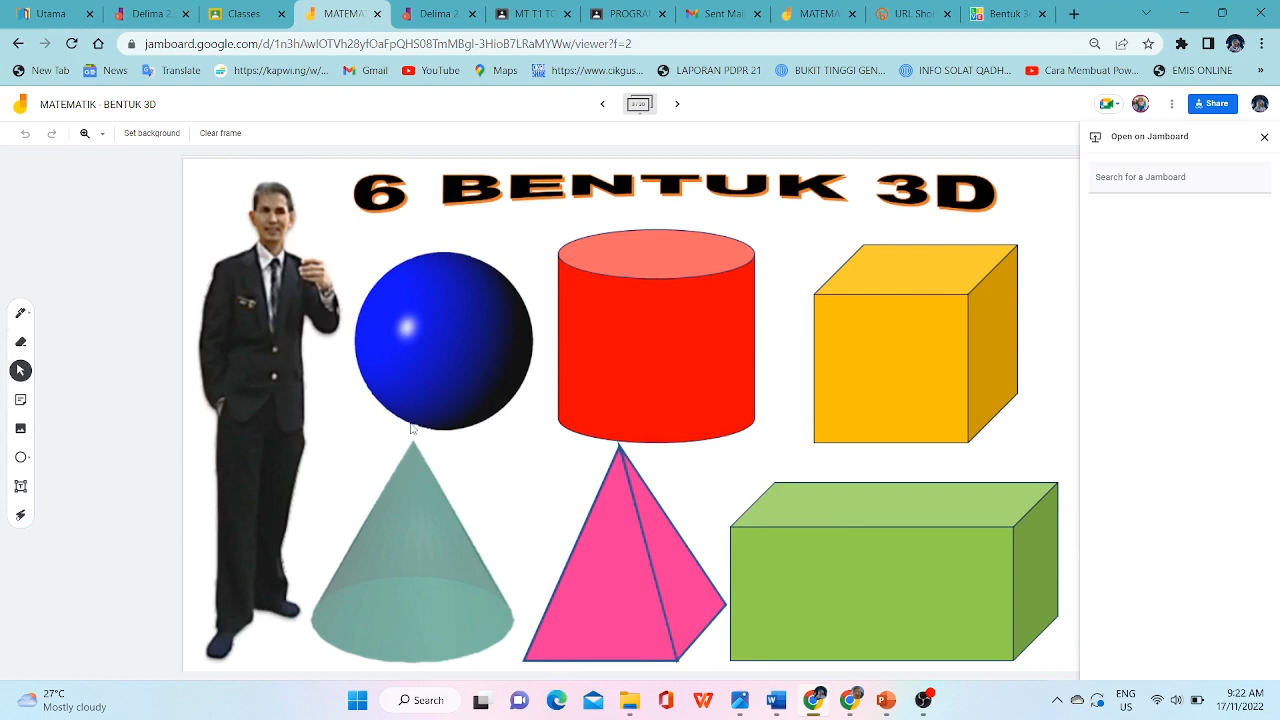 Utama
Delima 2.
Classes
MATEMA
Delima 2.
MT T1 TC
PROGRA
Sent Mai
MATEMA
URL Sho
Bentuk 3
jamboard.google.com/d/1n3hAwIOTVh28yfOaFpQHS08TmMBgl-3HioB7LRaMYWw/viewer?f=2
New Tab
News
Translate
https://kapwi.ng/w...
Gmail
YouTube
Maps
https://www.cikgus...
LAPORAN PDPR 21
BUKIT TINGGI GEN...
INFO SOLAT QADH...
Cara Membuat Pow...
EMIS ONLINE
»
MATEMATIK - BENTUK 3D
Share
Set background
Clear frame
Open on Jamboard
Search for a Jamboard
6 BENTUK 3D
27°C
Mostly cloudy
Search
ENG
US
3:22 AM
17/11/2022